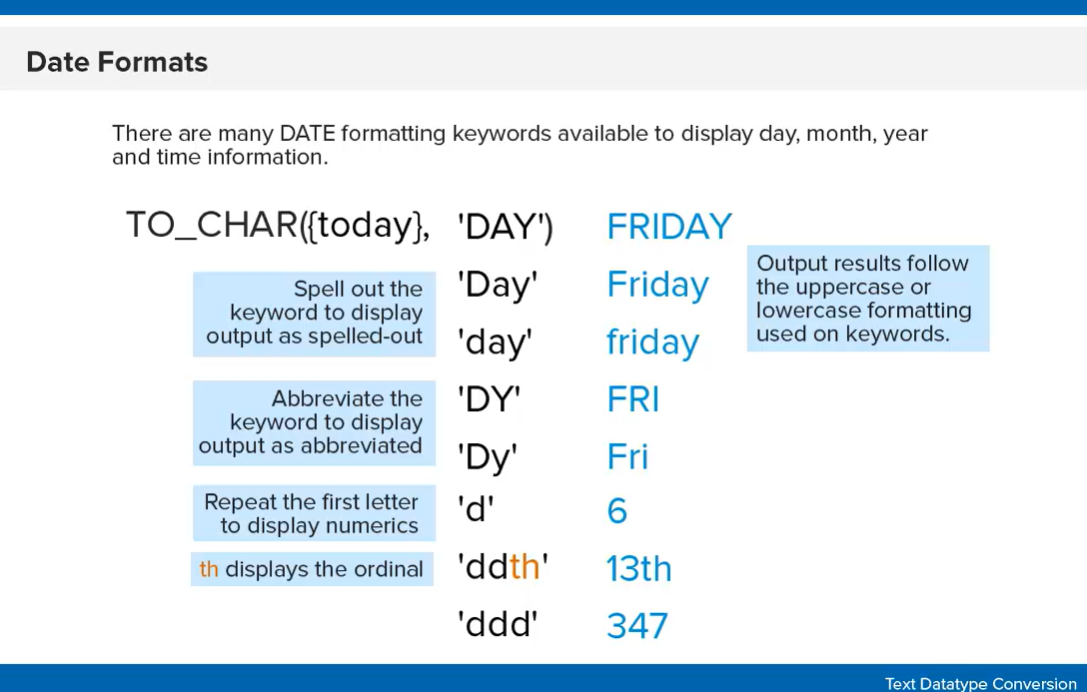 Date Formats
There are many DATE formatting keywords available to display day, month, year
and time information.
TO_CHAR({today}, 'DAY') FRIDAY
Spell out the
keyword to display
output as spelled-out
'Day' Friday
'day' friday
Output results follow
the uppercase or
lowercase formatting
used on keywords.
Abbreviate the
keyword to display
output as abbreviated
'DY' FRI
'Dy' Fri
Repeat the first letter
to display numerics
'd' 6
th displays the ordinal
'ddth' 13th
'ddd' 347
Text Datatype Conversion